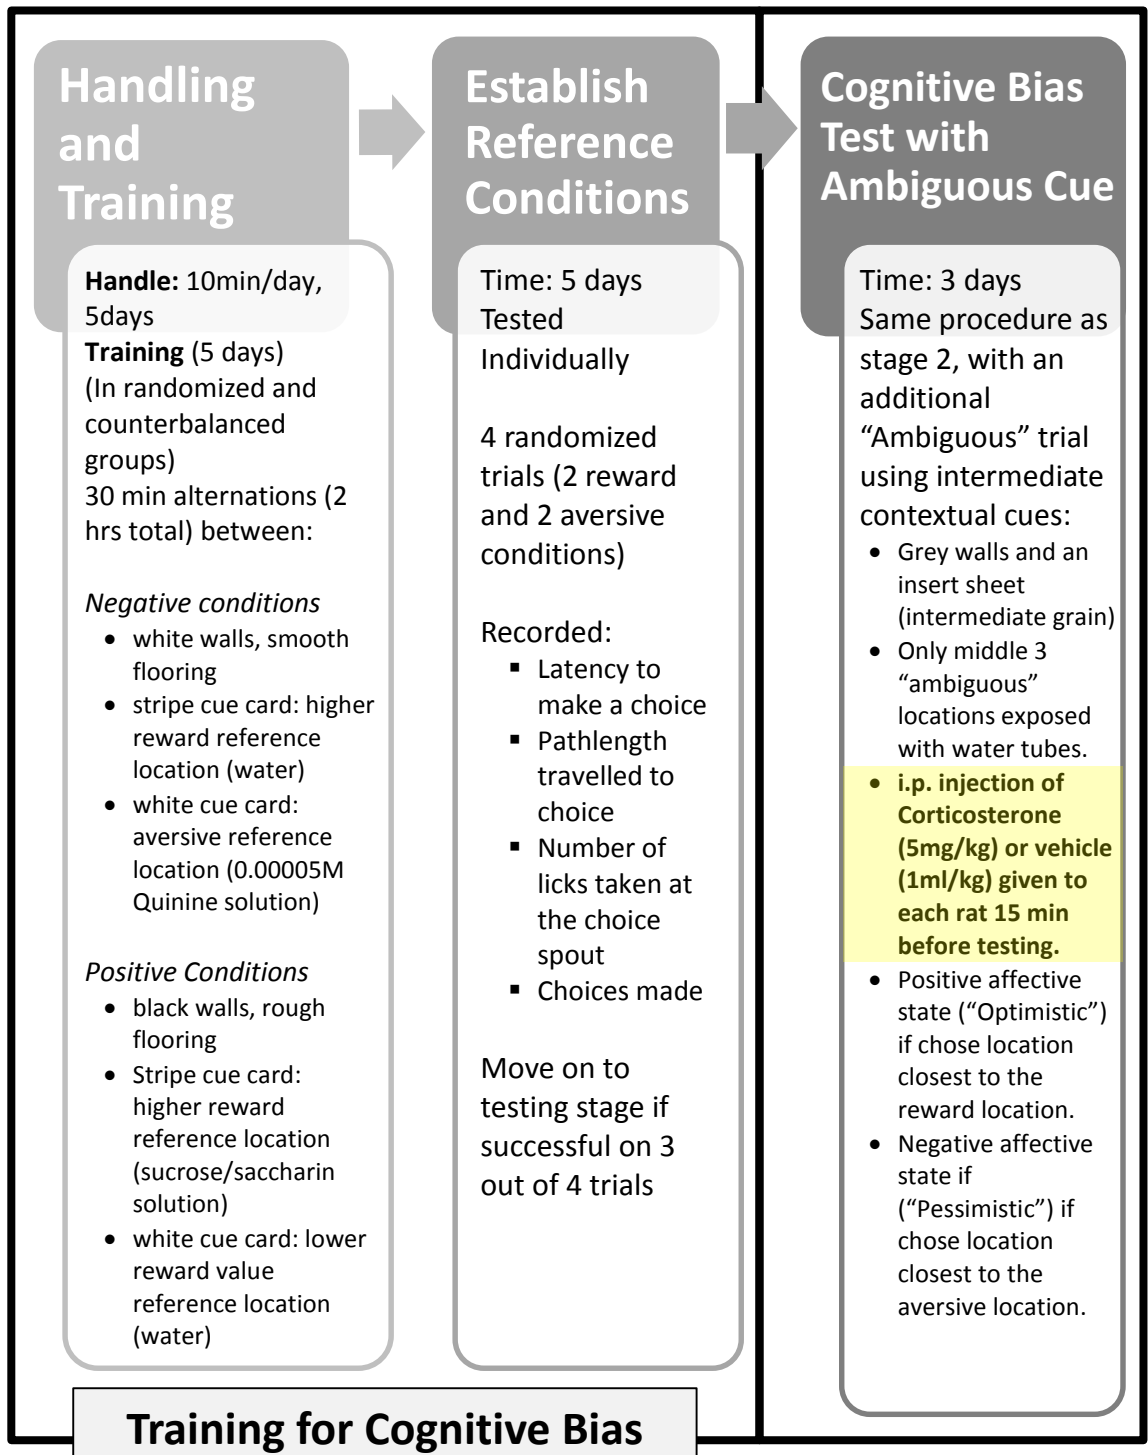 Handling
and
Training
Handle: 10min/day,
5days
Training (5 days)
(In randomized and
counterbalanced
groups)
30 min alternations (2
hrs total) between:
Negative conditions
• white walls, smooth
flooring
• stripe cue card: higher
reward reference
location (water)
• white cue card:
aversive reference
location (0.00005M
Quinine solution)
Positive Conditions
• black walls, rough
flooring
• Stripe cue card:
higher reward
reference location
(sucrose/saccharin
solution)
• white cue card: lower
reward value
reference location
(water)
Establish
Reference
Conditions
Time: 5 days
Tested
Individually
4 randomized
trials (2 reward
and 2 aversive
conditions)
Recorded:
▪ Latency to
make a choice
▪ Pathlength
travelled to
choice
▪ Number of
licks taken at
the choice
spout
▪ Choices made
Move on to
testing stage if
successful on 3
out of 4 trials
Cognitive Bias
Test with
Ambiguous Cue
Time: 3 days
Same procedure as
stage 2, with an
additional
“Ambiguous” trial
using intermediate
contextual cues:
• Grey walls and an
insert sheet
(intermediate grain)
• Only middle 3
“ambiguous”
locations exposed
with water tubes.
• i.p. injection of
Corticosterone
(5mg/kg) or vehicle
(1ml/kg) given to
each rat 15 min
before testing.
• Positive affective
state (“Optimistic”)
if chose location
closest to the
reward location.
• Negative affective
state if
(“Pessimistic”) if
chose location
closest to the
aversive location.
Training for Cognitive Bias